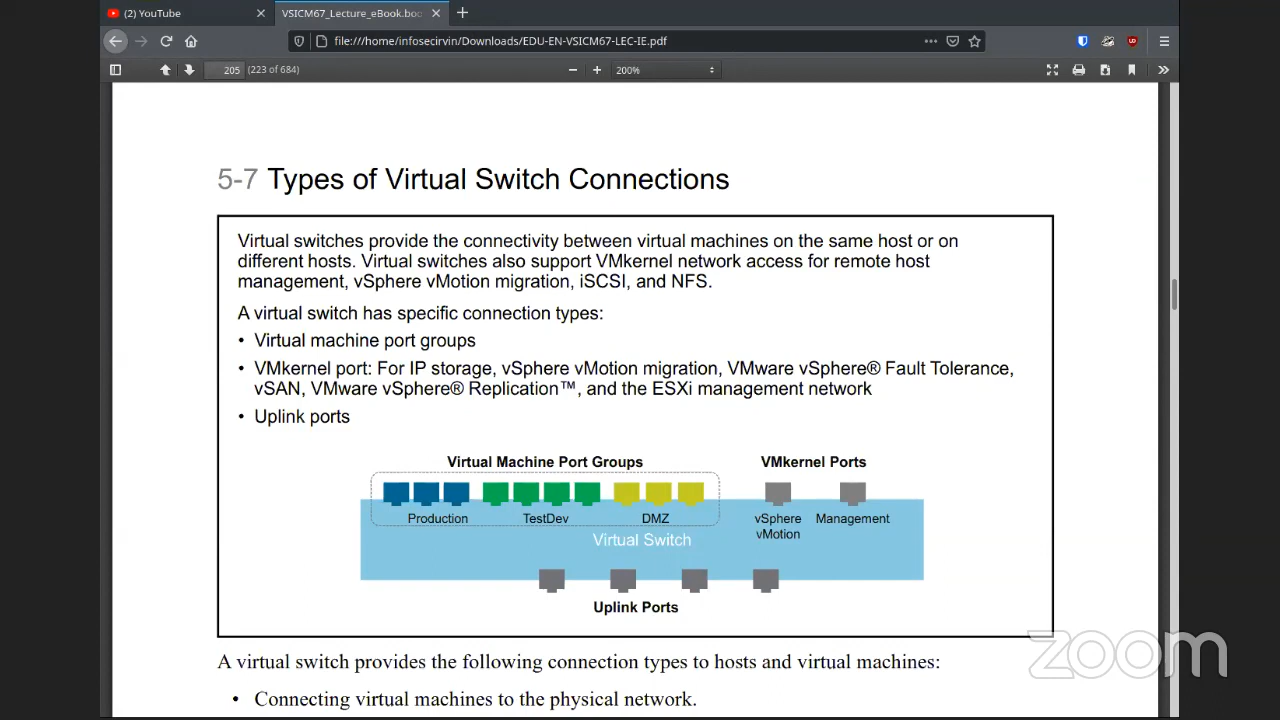 (2) YouTube
VSICM67_Lecture_eBook.boo
file:///home/infosecirvin/Downloads/EDU-EN-VSICM67-LEC-IE.pdf
205 (223 of 684)
200%
5-7 Types of Virtual Switch Connections
Virtual switches provide the connectivity between virtual machines on the same host or on
different hosts. Virtual switches also support VMkernel network access for remote host
management, vSphere vMotion migration, iSCSI, and NFS.
A virtual switch has specific connection types:
• Virtual machine port groups
• VMkernel port: For IP storage, vSphere vMotion migration, VMware vSphere® Fault Tolerance,
vSAN, VMware vSphere® Replication™, and the ESXi management network
• Uplink ports
Virtual Machine Port Groups
VMkernel Ports
Production
TestDev
DMZ
vSphere
vMotion
Management
Virtual Switch
Uplink Ports
A virtual switch provides the following connection types to hosts and virtual machines:
• Connecting virtual machines to the physical network.
zoom